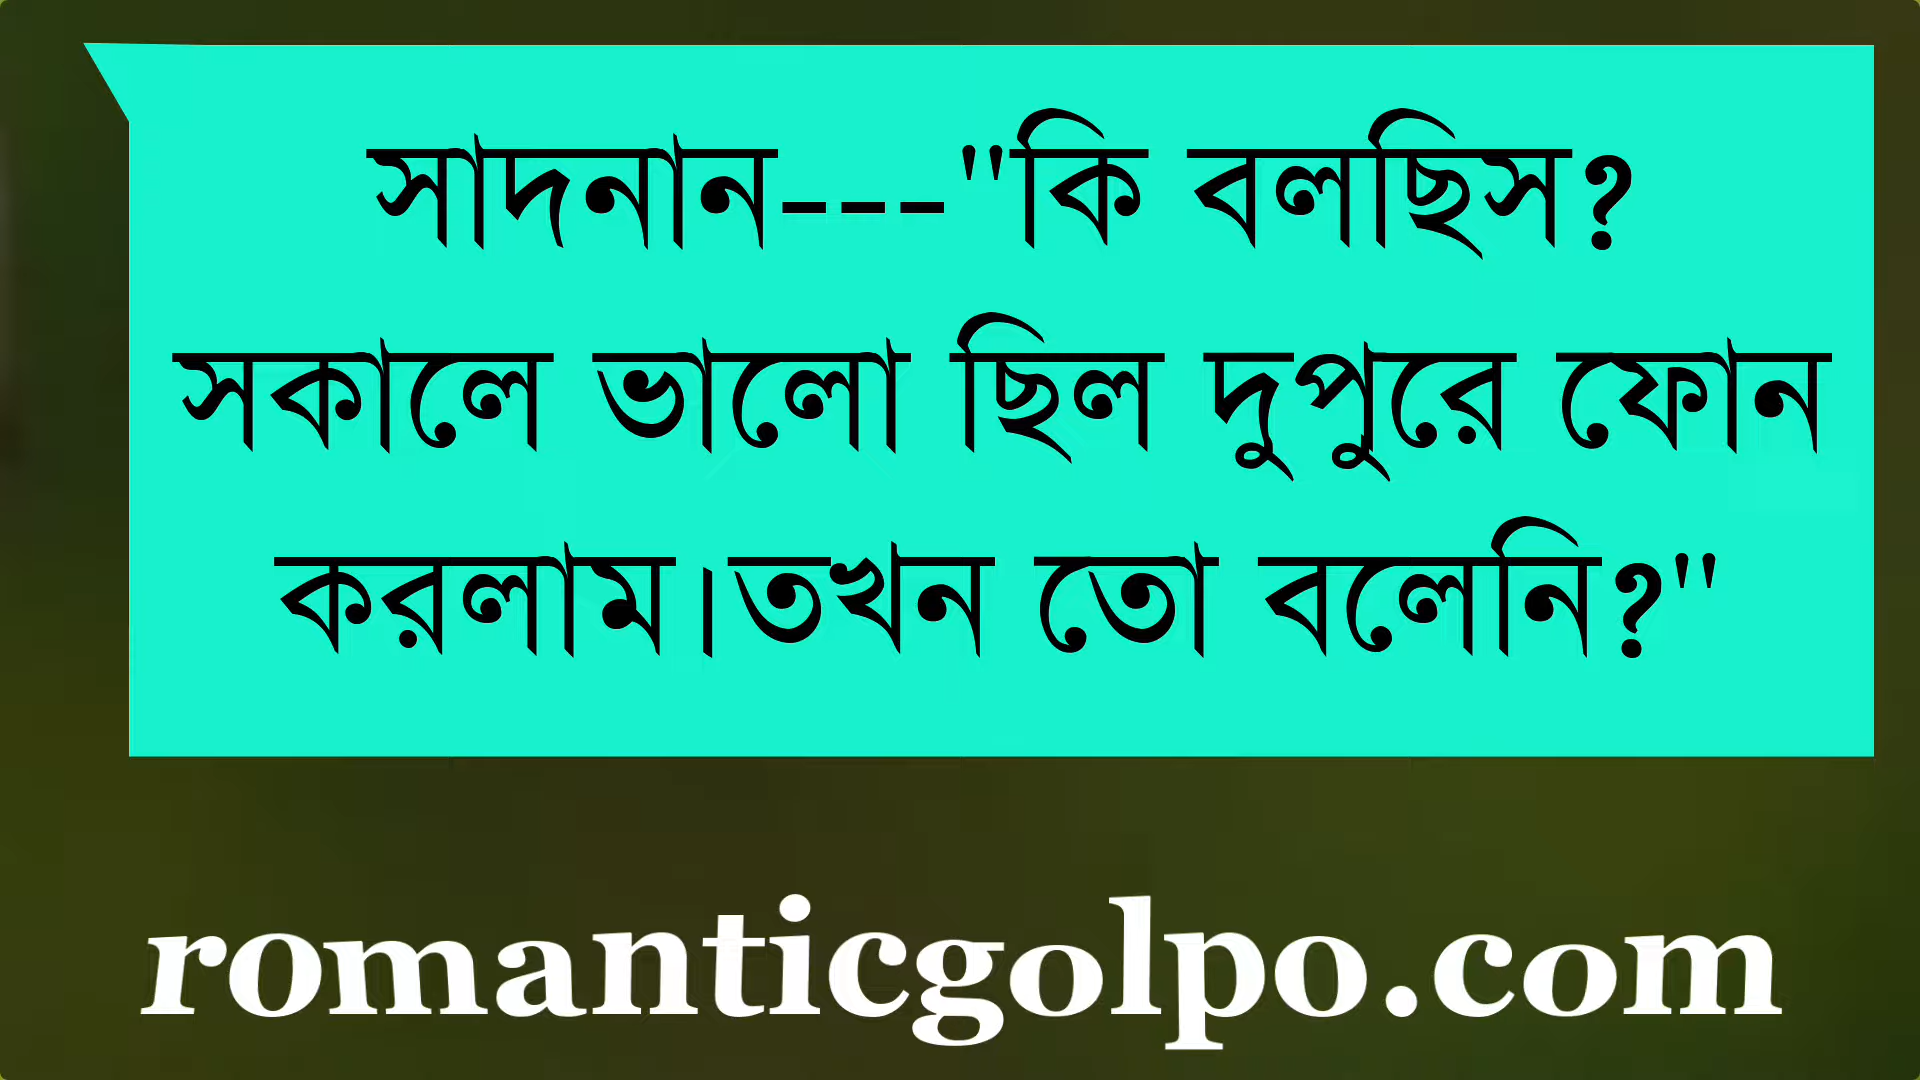 সাদনান---"কি বলছিস?
সকালে ভালো ছিল দুপুরে ফোন
করলাম।তখন তো বলেনি?"
romanticgolpo.com